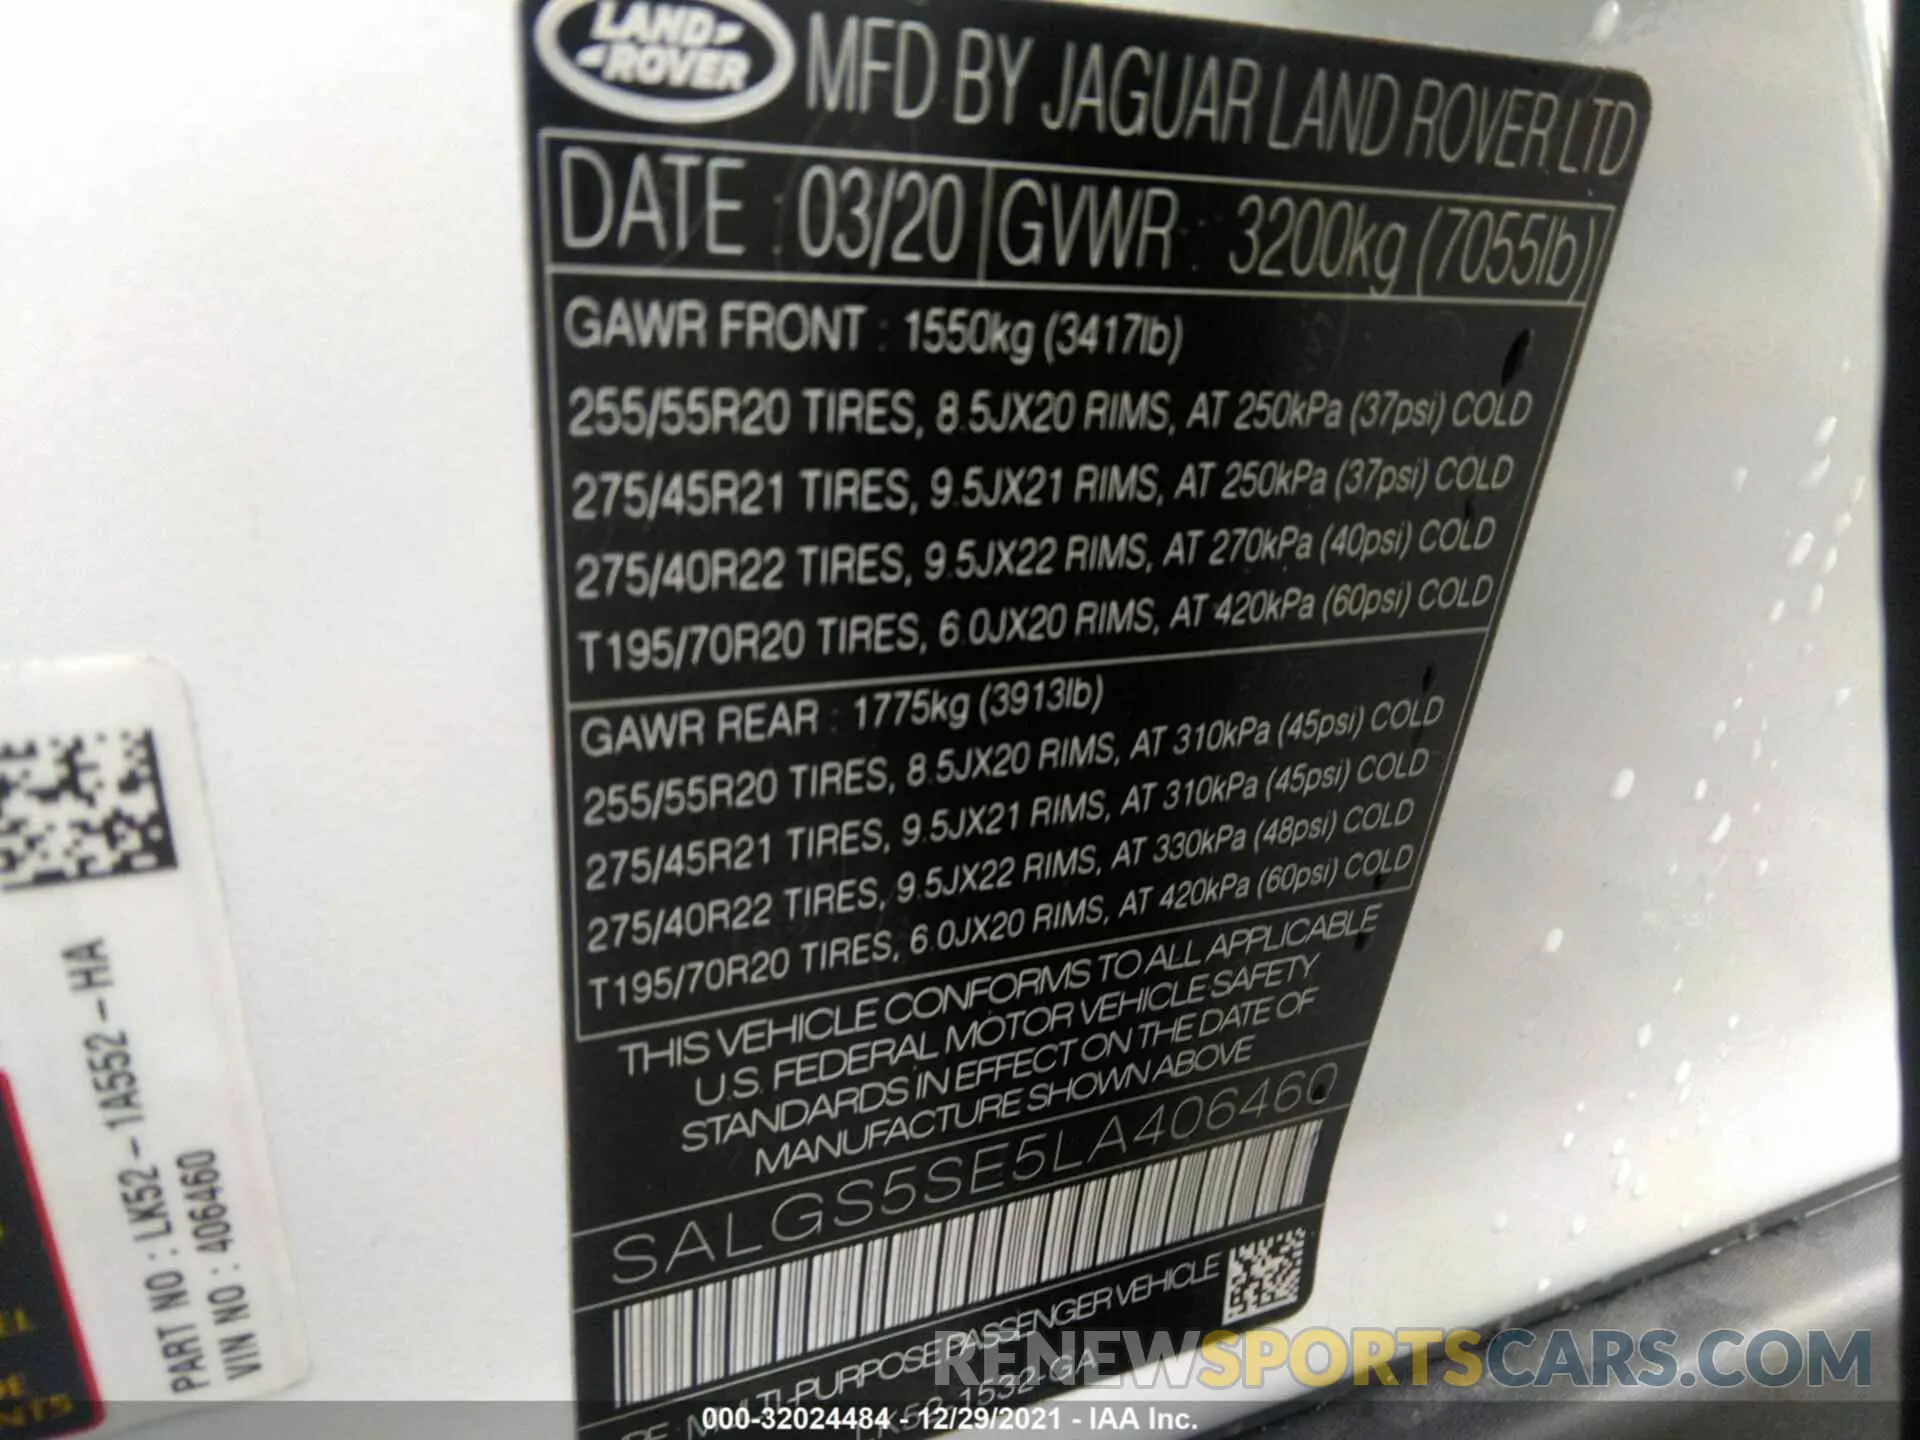 LAND
ROVER
MFD BY JAGUAR LAND ROVER LTD
DATE : 03/20 GVWR : 3200kg (7055lb)
GAWR FRONT : 1550kg (3417lb)
255/55R20 TIRES, 8.5JX20 RIMS, AT 250kPa (37psi) COLD
275/45R21 TIRES, 9.5JX21 RIMS, AT 250kPa (37psi) COLD
275/40R22 TIRES, 9.5JX22 RIMS, AT 270kPa (40psi) COLD
T195/70R20 TIRES, 6.0JX20 RIMS, AT 420kPa (60psi) COLD
GAWR REAR : 1775kg (3913lb)
255/55R20 TIRES, 8.5JX20 RIMS, AT 310kPa (45psi) COLD
275/45R21 TIRES, 9.5JX21 RIMS, AT 310kPa (45psi) COLD
275/40R22 TIRES, 9.5JX22 RIMS, AT 330kPa (48psi) COLD
T195/70R20 TIRES, 6.0JX20 RIMS, AT 420kPa (60psi) COLD
THIS VEHICLE CONFORMS TO ALL APPLICABLE
U.S. FEDERAL MOTOR VEHICLE SAFETY
STANDARDS IN EFFECT ON THE DATE OF
MANUFACTURE SHOWN ABOVE
SALGS5SE5LA406460
MULTI-PURPOSE PASSENGER VEHICLE
1532-GA
PART NO : LK52-1A552-HA
VIN NO : 406460
RENEWSPORTSCARS.COM
000-32024484 - 12/29/2021 - IAA Inc.